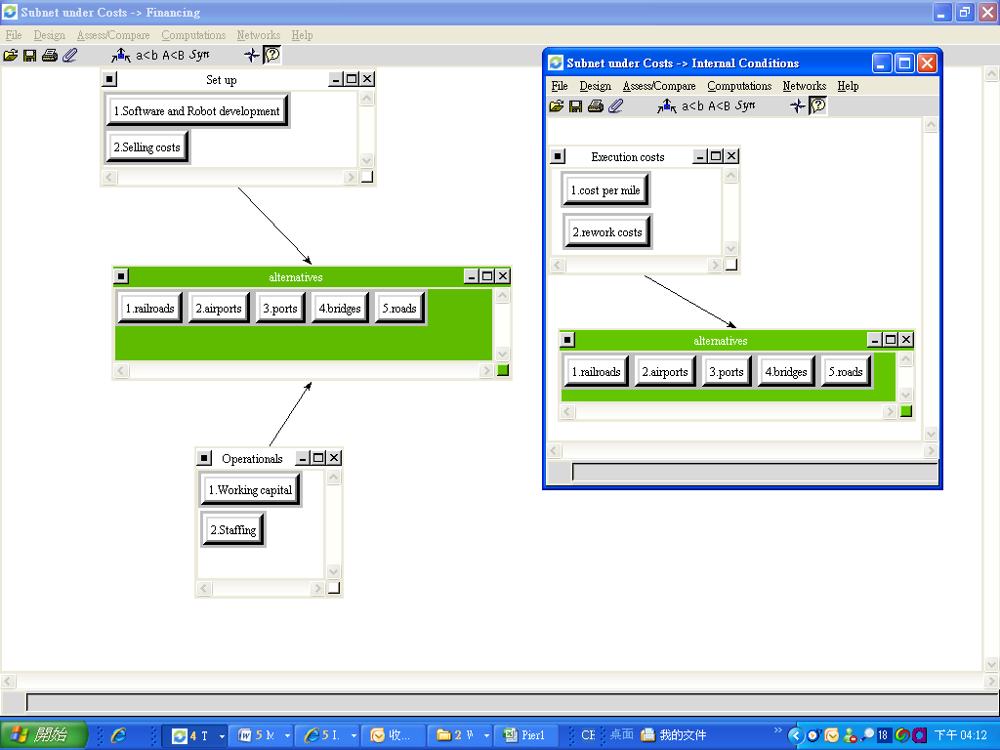 Subnet under Costs -> Financing
File Design Assess/Compare Computations Networks Help
a<b A<B Syn
Set up
1.Software and Robot development
2.Selling costs
alternatives
1.railroads 2.airports 3.ports 4.bridges 5.roads
Operationals
1.Working capital
2.Staffing
Subnet under Costs -> Internal Conditions
File Design Assess/Compare Computations Networks Help
a<b A<B Syn
Execution costs
1.cost per mile
2.rework costs
alternatives
1.railroads 2.airports 3.ports 4.bridges 5.roads
開始 4 T 5 I. 收... 2 Pier1 CE 桌面 我的文件 18 下午 04:12